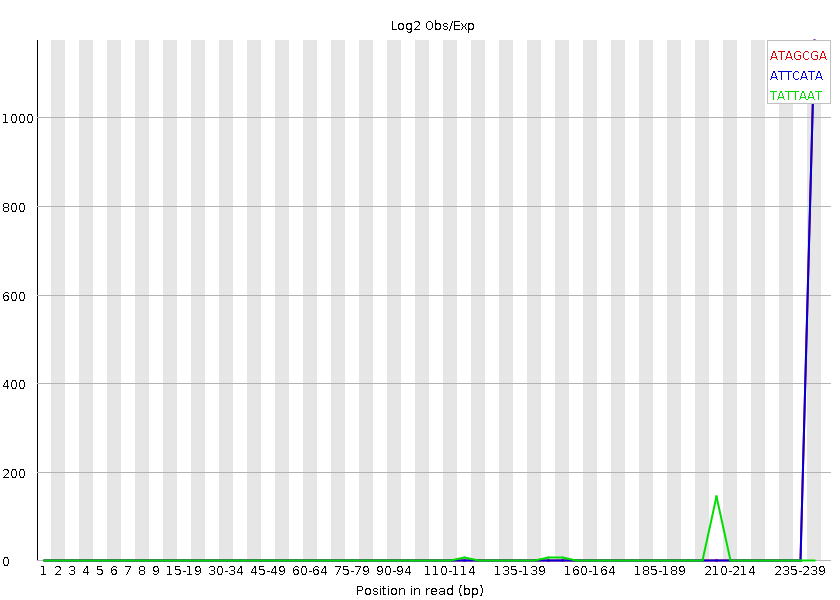 Log2 Obs/Exp
ATAGCGA
ATTCATA
TATTAAT
1000
800
600
400
200
0
1 2 3 4 5 6 7 8 9 15-19 30-34 45-49 60-64 75-79 90-94 110-114 135-139 160-164 185-189 210-214 235-239
Position in read (bp)